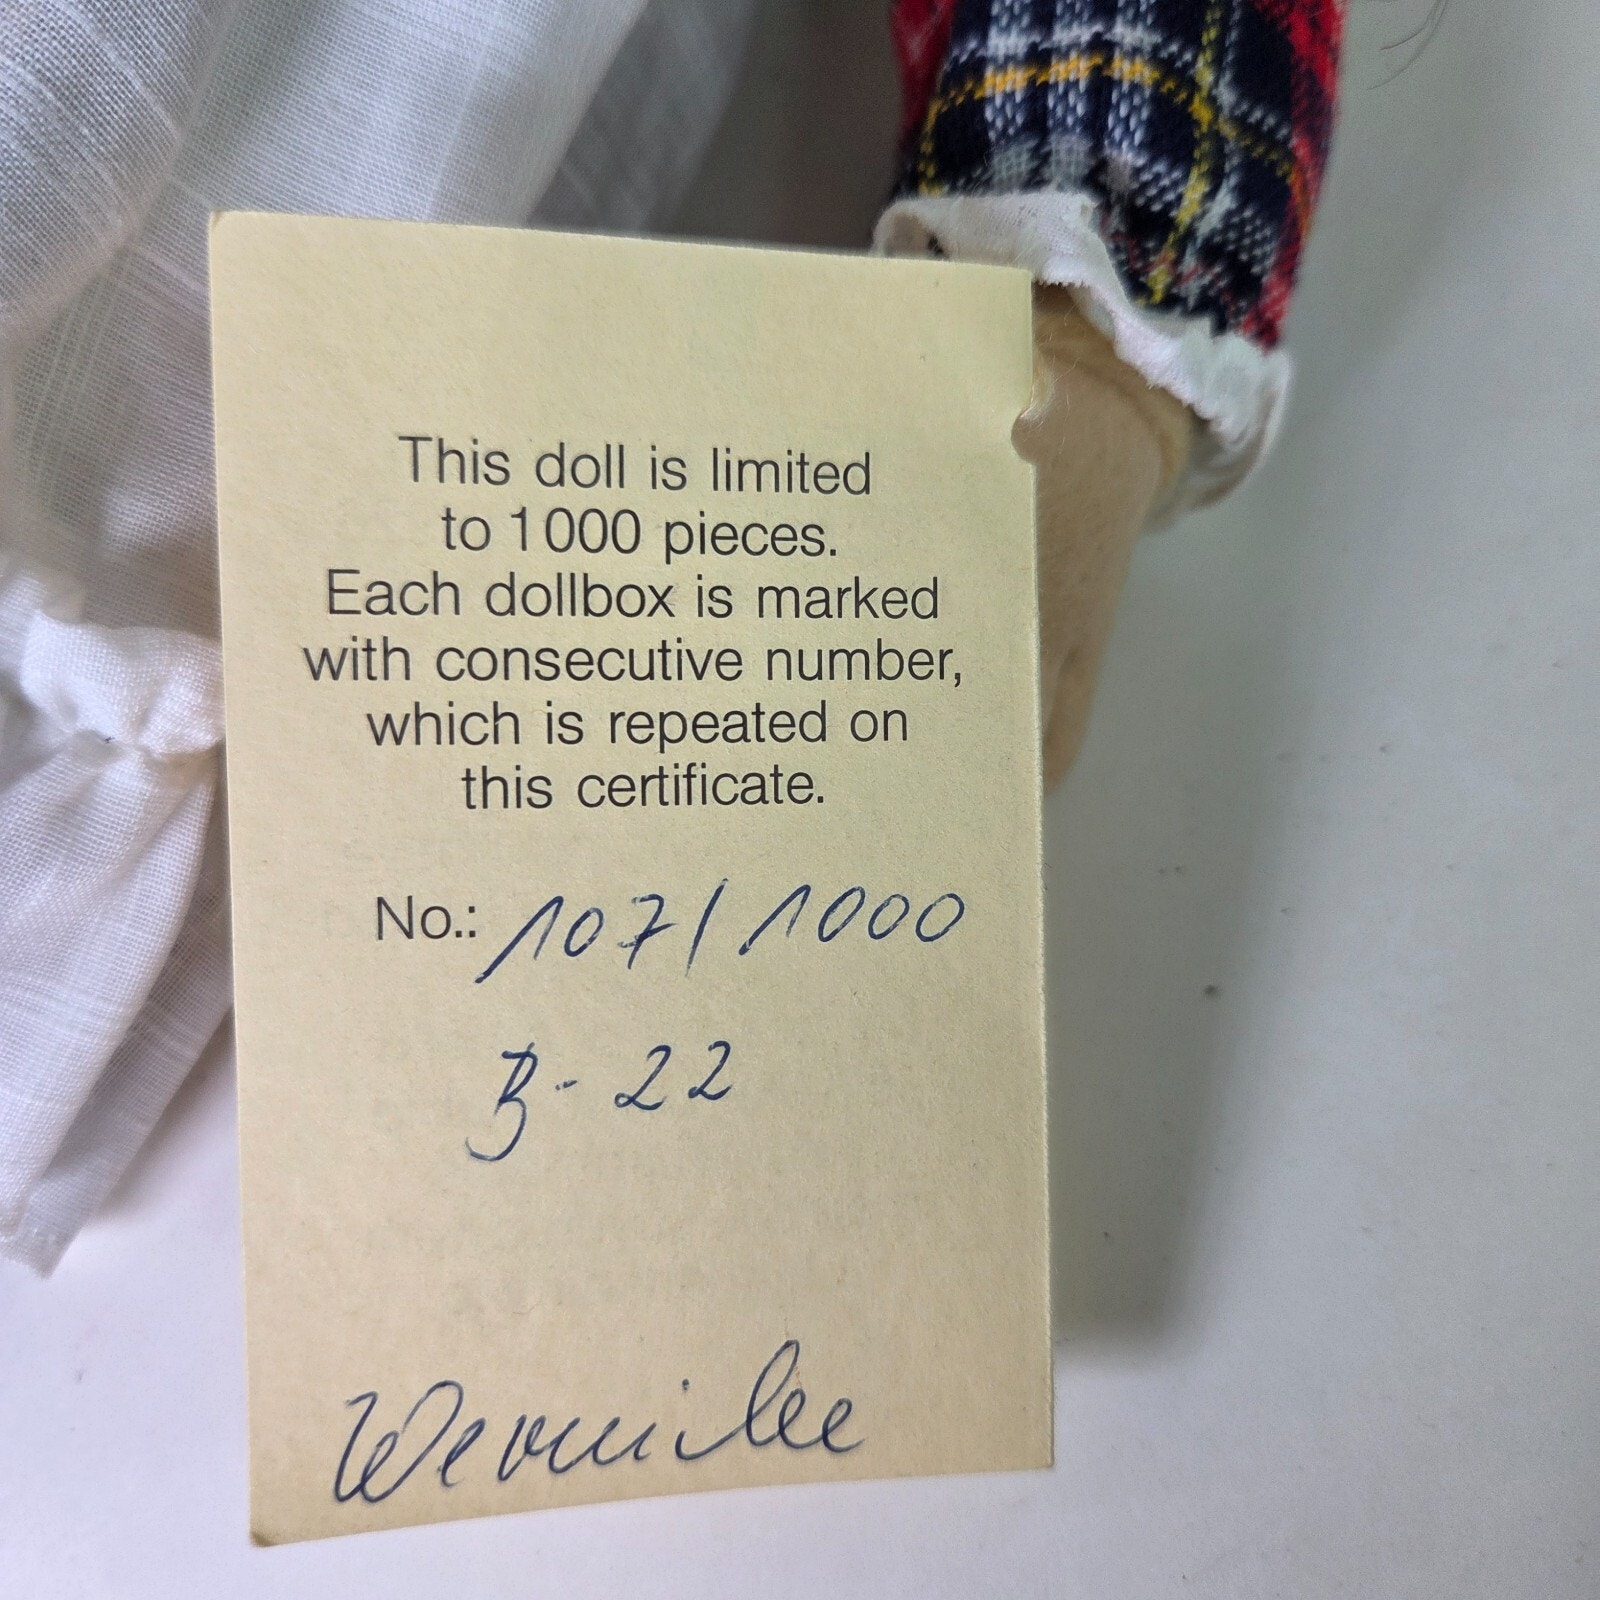 This doll is limited
to 1000 pieces.
Each dollbox is marked
with consecutive number,
which is repeated on
this certificate.
No.: 107/1000
B-22